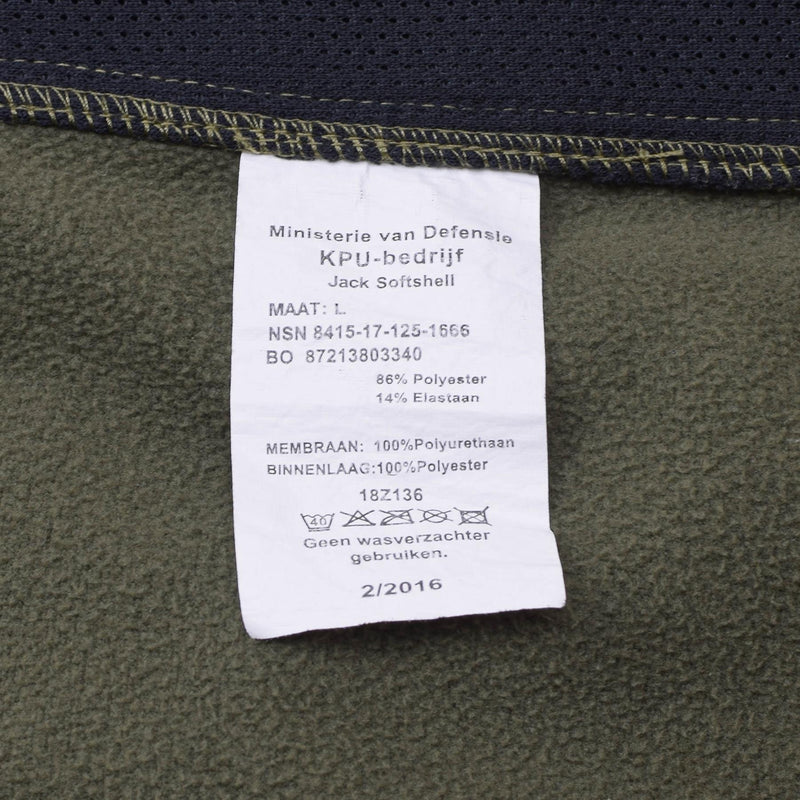 Ministerie van Defensie
KPU-bedrijf
Jack Softshell
MAAT: L
NSN 8415-17-125-1666
BO 87213803340
86% Polyester
14% Elastaan
MEMBRAAN: 100%Polyurethaan
BINNENLAAG:100%Polyester
18Z136
40
Geen wasverzachter
gebruiken.
2/2016